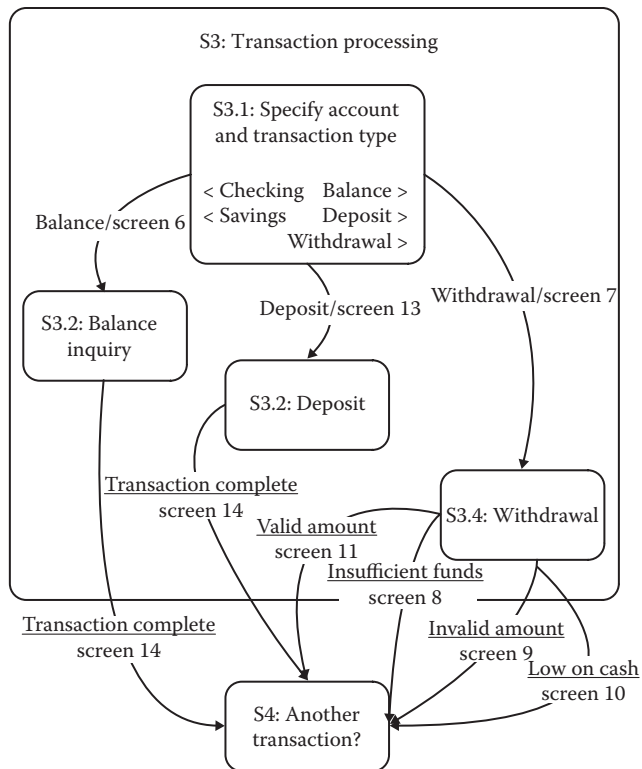 S3: Transaction processing
S3.1: Specify account
and transaction type
< Checking Balance >
< Savings Deposit >
Withdrawal >
Balance/screen 6
Deposit/screen 13
Withdrawal/screen 7
S3.2: Balance
inquiry
S3.2: Deposit
Transaction complete
screen 14
Valid amount
screen 11
S3.4: Withdrawal
Insufficient funds
screen 8
Transaction complete
screen 14
Invalid amount
screen 9
Low on cash
screen 10
S4: Another
transaction?